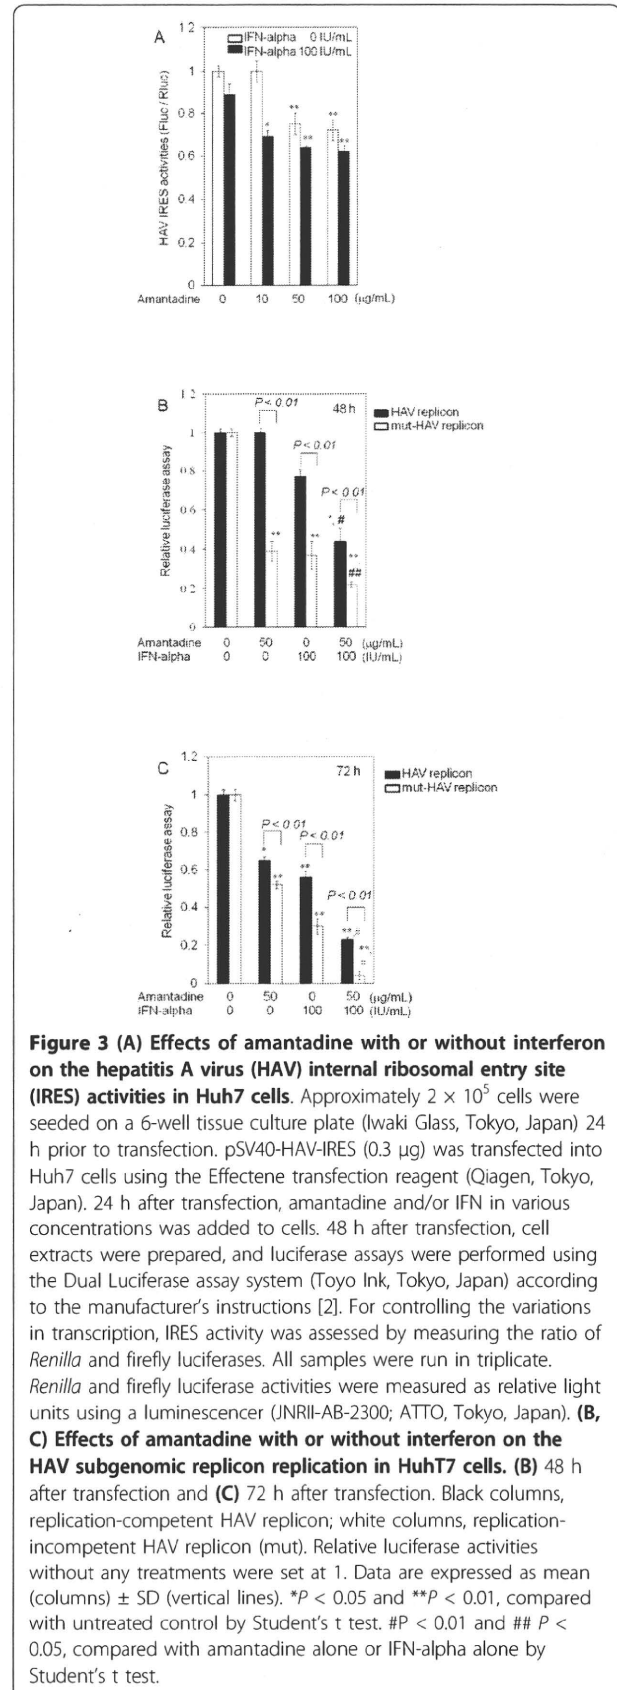 A
1.2
IFN-alpha 0 IU/mL
IFN-alpha 100 IU/mL
1
0.8
0.6
0.4
0.2
0
HAV IRES activities (Fluc / Rluc)
*
**
**
**
**
Amantadine 0 10 50 100 (µg/mL)
B
1.2
1
0.8
0.6
0.4
0.2
0
Relative luciferase assay
48 h
HAV replicon
mut-HAV replicon
P< 0.01
P< 0.01
P< 0.01
**
**
*, #
**
##
Amantadine 0 50 0 50 (µg/mL)
IFN-alpha 0 0 100 100 (IU/mL)
C
1.2
1
0.8
0.6
0.4
0.2
0
Relative luciferase assay
72 h
HAV replicon
mut-HAV replicon
P< 0.01
P< 0.01
P< 0.01
*
**
**
**
**, #
**,
#
Amantadine 0 50 0 50 (µg/mL)
IFN-alpha 0 0 100 100 (IU/mL)
Figure 3 (A) Effects of amantadine with or without interferon
on the hepatitis A virus (HAV) internal ribosomal entry site
(IRES) activities in Huh7 cells. Approximately 2 × 10⁵ cells were
seeded on a 6-well tissue culture plate (Iwaki Glass, Tokyo, Japan) 24
h prior to transfection. pSV40-HAV-IRES (0.3 µg) was transfected into
Huh7 cells using the Effectene transfection reagent (Qiagen, Tokyo,
Japan). 24 h after transfection, amantadine and/or IFN in various
concentrations was added to cells. 48 h after transfection, cell
extracts were prepared, and luciferase assays were performed using
the Dual Luciferase assay system (Toyo Ink, Tokyo, Japan) according
to the manufacturer's instructions [2]. For controlling the variations
in transcription, IRES activity was assessed by measuring the ratio of
Renilla and firefly luciferases. All samples were run in triplicate.
Renilla and firefly luciferase activities were measured as relative light
units using a luminescencer (JNRII-AB-2300; ATTO, Tokyo, Japan). (B,
C) Effects of amantadine with or without interferon on the
HAV subgenomic replicon replication in HuhT7 cells. (B) 48 h
after transfection and (C) 72 h after transfection. Black columns,
replication-competent HAV replicon; white columns, replication-
incompetent HAV replicon (mut). Relative luciferase activities
without any treatments were set at 1. Data are expressed as mean
(columns) ± SD (vertical lines). *P < 0.05 and **P < 0.01, compared
with untreated control by Student's t test. #P < 0.01 and ## P <
0.05, compared with amantadine alone or IFN-alpha alone by
Student's t test.